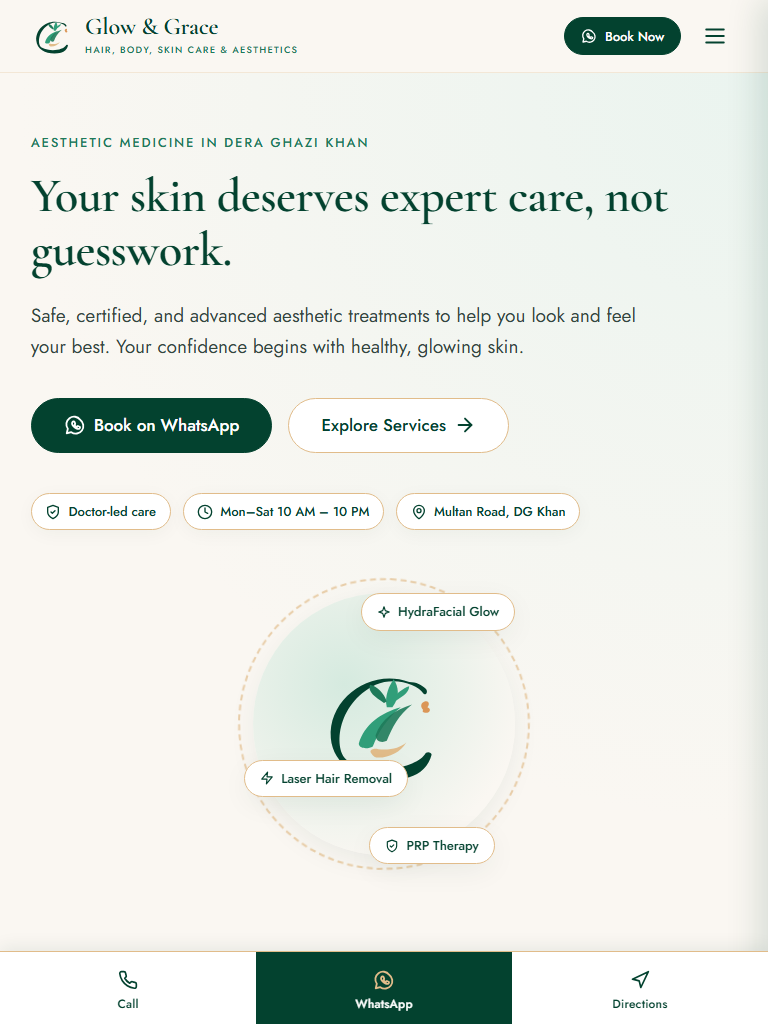 Glow & Grace
HAIR, BODY, SKIN CARE & AESTHETICS
Book Now
AESTHETIC MEDICINE IN DERA GHAZI KHAN
Your skin deserves expert care, not
guesswork.
Safe, certified, and advanced aesthetic treatments to help you look and feel
your best. Your confidence begins with healthy, glowing skin.
Book on WhatsApp
Explore Services
Doctor-led care
Mon–Sat 10 AM – 10 PM
Multan Road, DG Khan
HydraFacial Glow
Laser Hair Removal
PRP Therapy
Call
WhatsApp
Directions